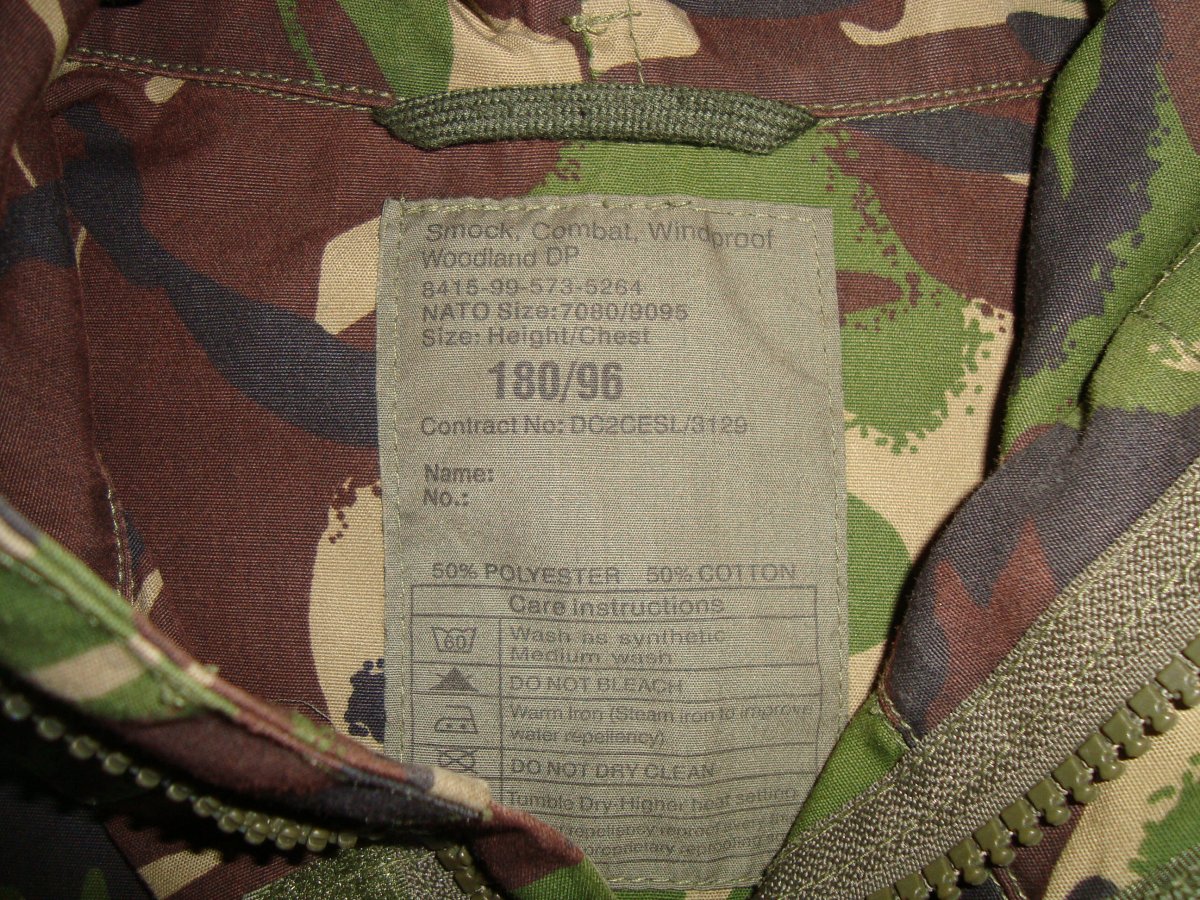 Smock, Combat, Windproof
Woodland DP
8415-99-573-5264
NATO Size:7080/9095
Size: Height/Chest
180/96
Contract No: DC2CESL/3129
Name:
No.:
50% POLYESTER 50% COTTON
Care instructions
60 Wash as synthetic
Medium wash
DO NOT BLEACH
Warm Iron (Steam iron to improve
water repellency)
DO NOT DRY CLEAN
Tumble Dry-Higher heat setting
repellency reproof